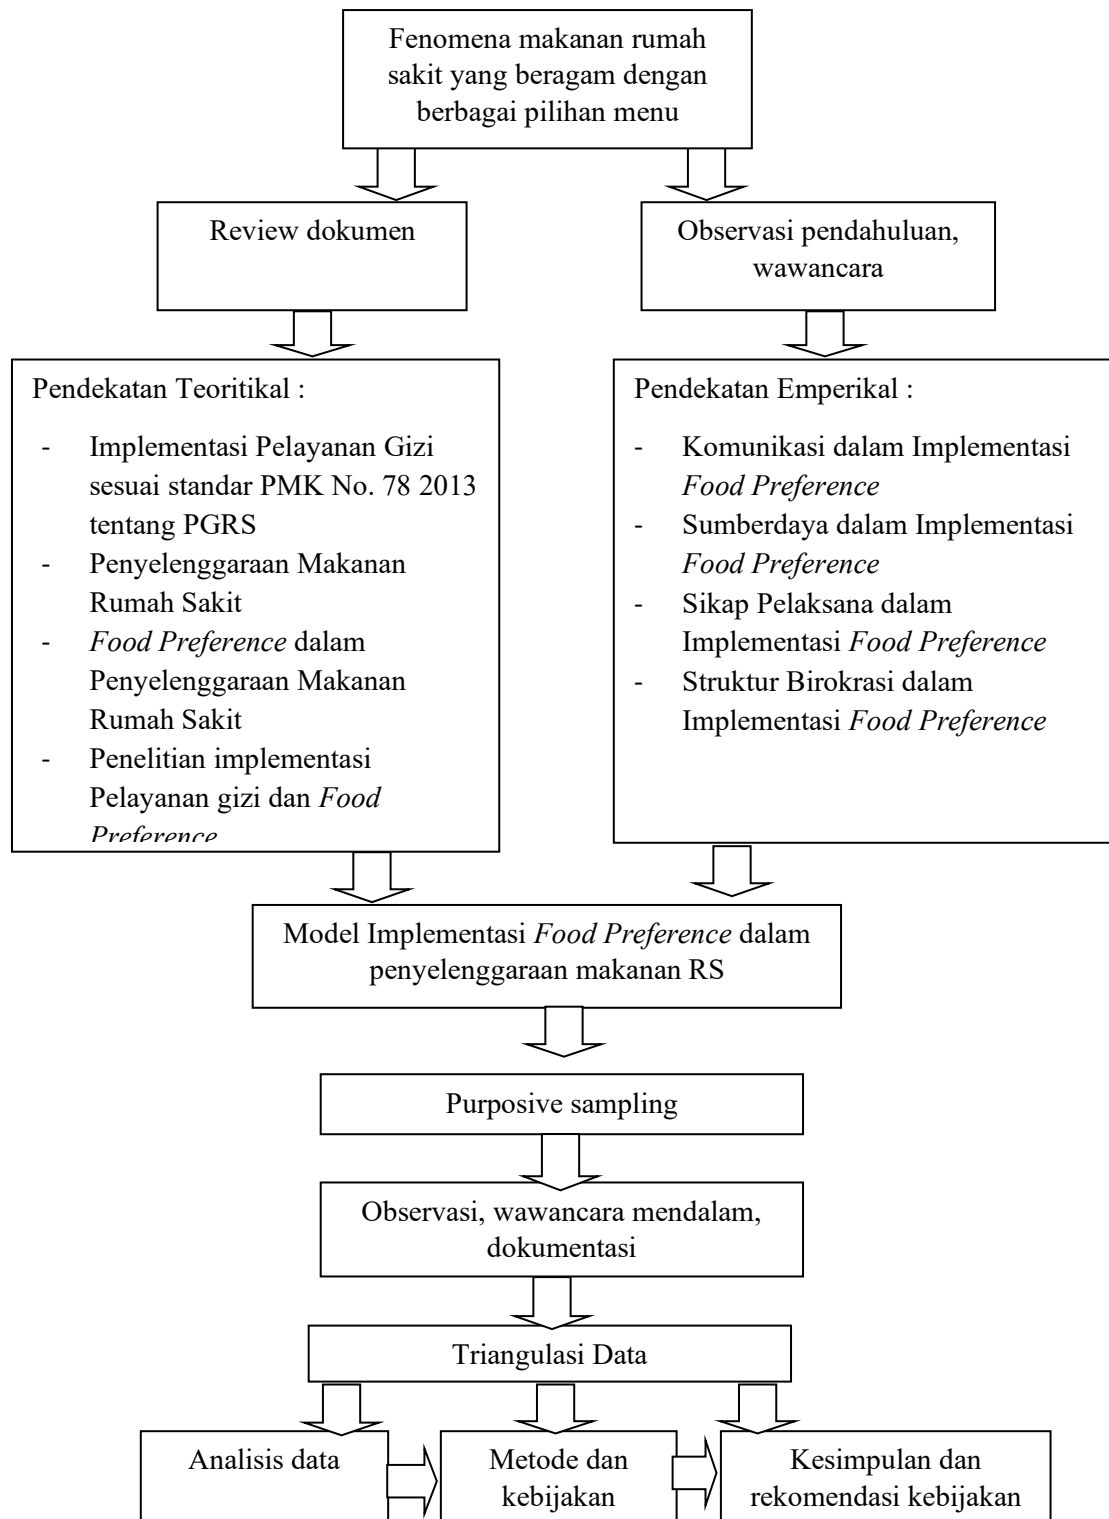 Fenomena makanan rumah
sakit yang beragam dengan
berbagai pilihan menu
Review dokumen
Observasi pendahuluan,
wawancara
Pendekatan Teoritikal :
- Implementasi Pelayanan Gizi
sesuai standar PMK No. 78 2013
tentang PGRS
- Penyelenggaraan Makanan
Rumah Sakit
- Food Preference dalam
Penyelenggaraan Makanan
Rumah Sakit
- Penelitian implementasi
Pelayanan gizi dan Food
Preference
Pendekatan Emperikal :
- Komunikasi dalam Implementasi
Food Preference
- Sumberdaya dalam Implementasi
Food Preference
- Sikap Pelaksana dalam
Implementasi Food Preference
- Struktur Birokrasi dalam
Implementasi Food Preference
Model Implementasi Food Preference dalam
penyelenggaraan makanan RS
Purposive sampling
Observasi, wawancara mendalam,
dokumentasi
Triangulasi Data
Analisis data
Metode dan
kebijakan
Kesimpulan dan
rekomendasi kebijakan